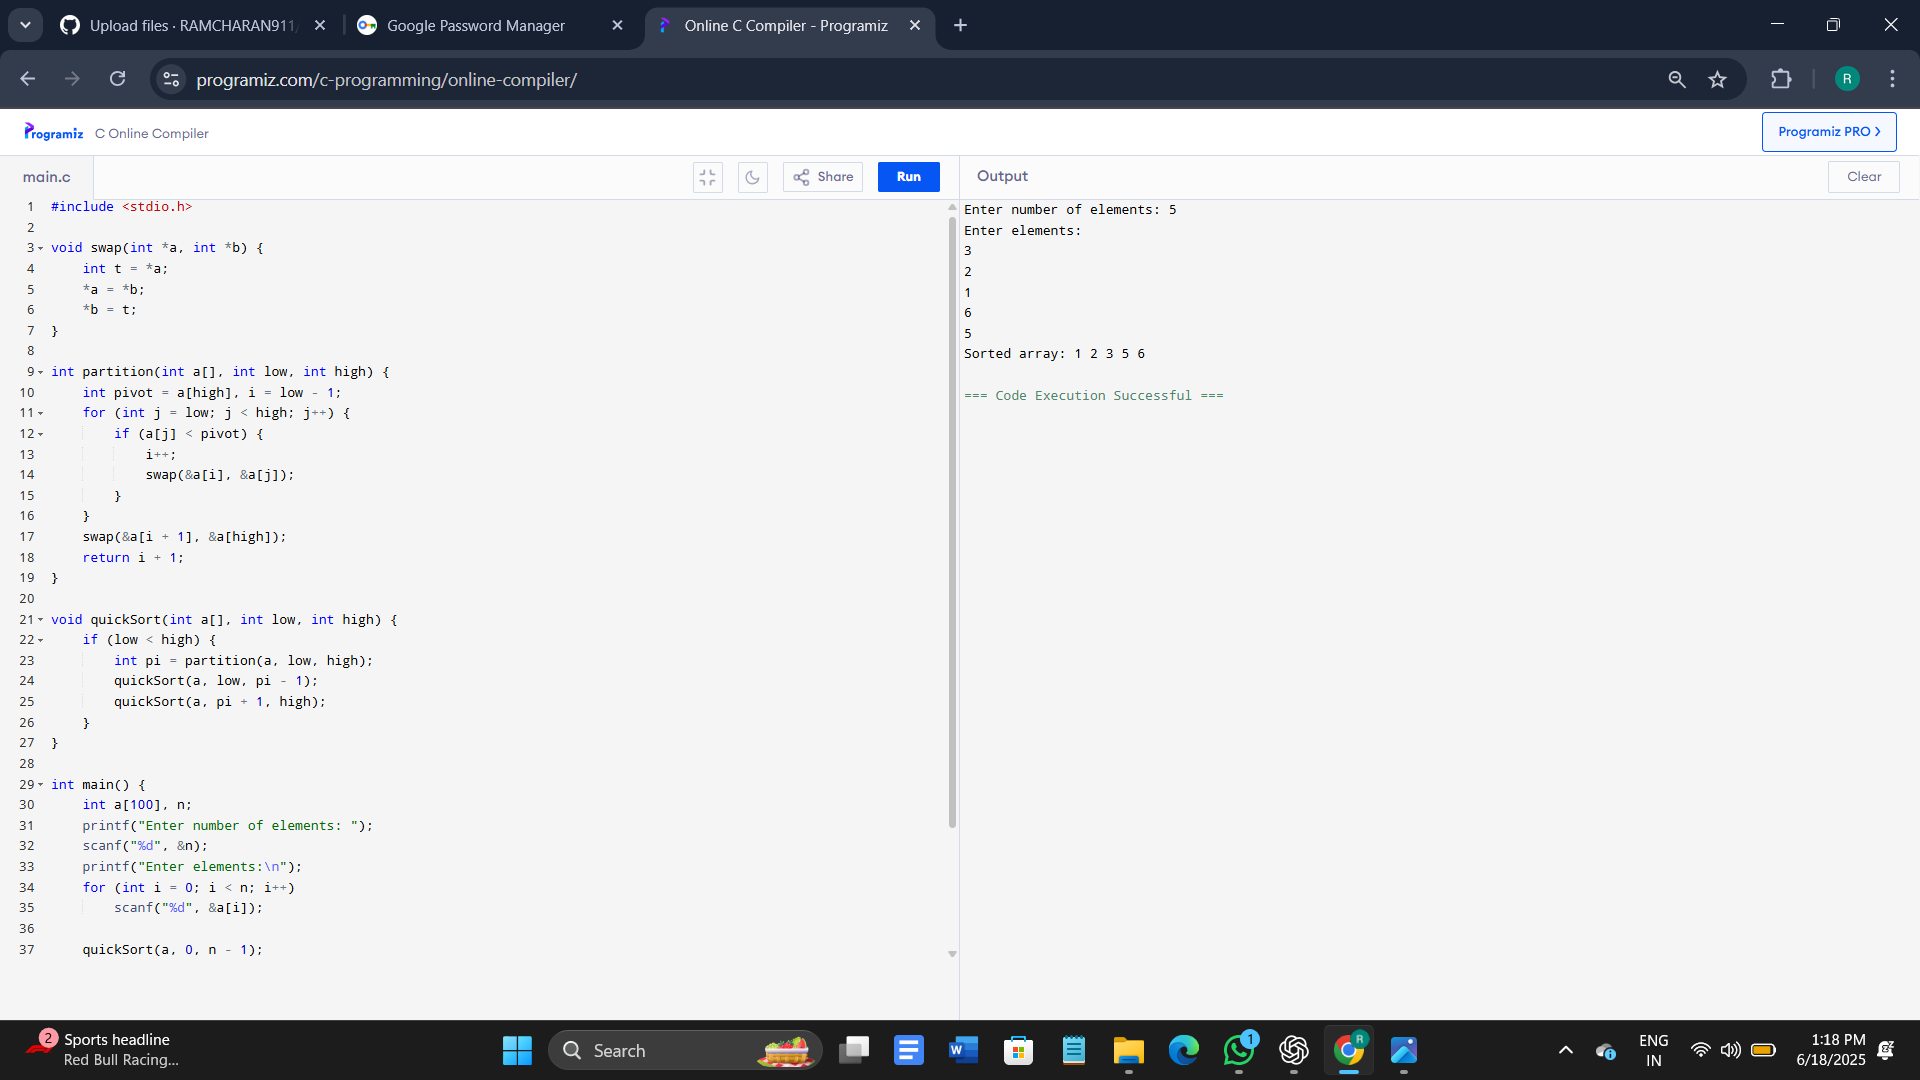 Upload files · RAMCHARAN911/
Google Password Manager
Online C Compiler - Programiz
programiz.com/c-programming/online-compiler/
R
Programiz C Online Compiler
Programiz PRO >
main.c
Share
Run
Output
Clear
1 #include <stdio.h>
2
3 void swap(int *a, int *b) {
4     int t = *a;
5     *a = *b;
6     *b = t;
7 }
8
9 int partition(int a[], int low, int high) {
10     int pivot = a[high], i = low - 1;
11     for (int j = low; j < high; j++) {
12         if (a[j] < pivot) {
13             i++;
14             swap(&a[i], &a[j]);
15         }
16     }
17     swap(&a[i + 1], &a[high]);
18     return i + 1;
19 }
20
21 void quickSort(int a[], int low, int high) {
22     if (low < high) {
23         int pi = partition(a, low, high);
24         quickSort(a, low, pi - 1);
25         quickSort(a, pi + 1, high);
26     }
27 }
28
29 int main() {
30     int a[100], n;
31     printf("Enter number of elements: ");
32     scanf("%d", &n);
33     printf("Enter elements:\n");
34     for (int i = 0; i < n; i++)
35         scanf("%d", &a[i]);
36
37     quickSort(a, 0, n - 1);
Enter number of elements: 5
Enter elements:
3
2
1
6
5
Sorted array: 1 2 3 5 6
=== Code Execution Successful ===
2
Sports headline
Red Bull Racing...
Search
W
1
R
ENG
IN
1:18 PM
6/18/2025